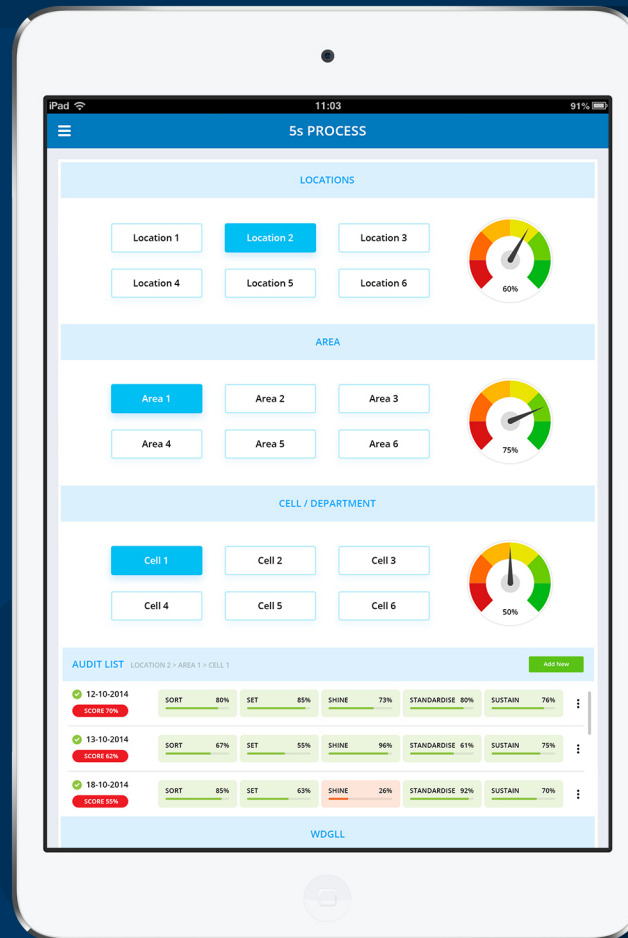 iPad 11:03 91%
5s PROCESS
LOCATIONS
Location 1 Location 2 Location 3
Location 4 Location 5 Location 6
60%
AREA
Area 1 Area 2 Area 3
Area 4 Area 5 Area 6
75%
CELL / DEPARTMENT
Cell 1 Cell 2 Cell 3
Cell 4 Cell 5 Cell 6
50%
AUDIT LIST LOCATION 2 > AREA 1 > CELL 1 Add New
12-10-2014
SCORE 70%
SORT 80% SET 85% SHINE 73% STANDARDISE 80% SUSTAIN 76%
13-10-2014
SCORE 62%
SORT 67% SET 55% SHINE 96% STANDARDISE 61% SUSTAIN 75%
18-10-2014
SCORE 55%
SORT 85% SET 63% SHINE 26% STANDARDISE 92% SUSTAIN 70%
WDGLL